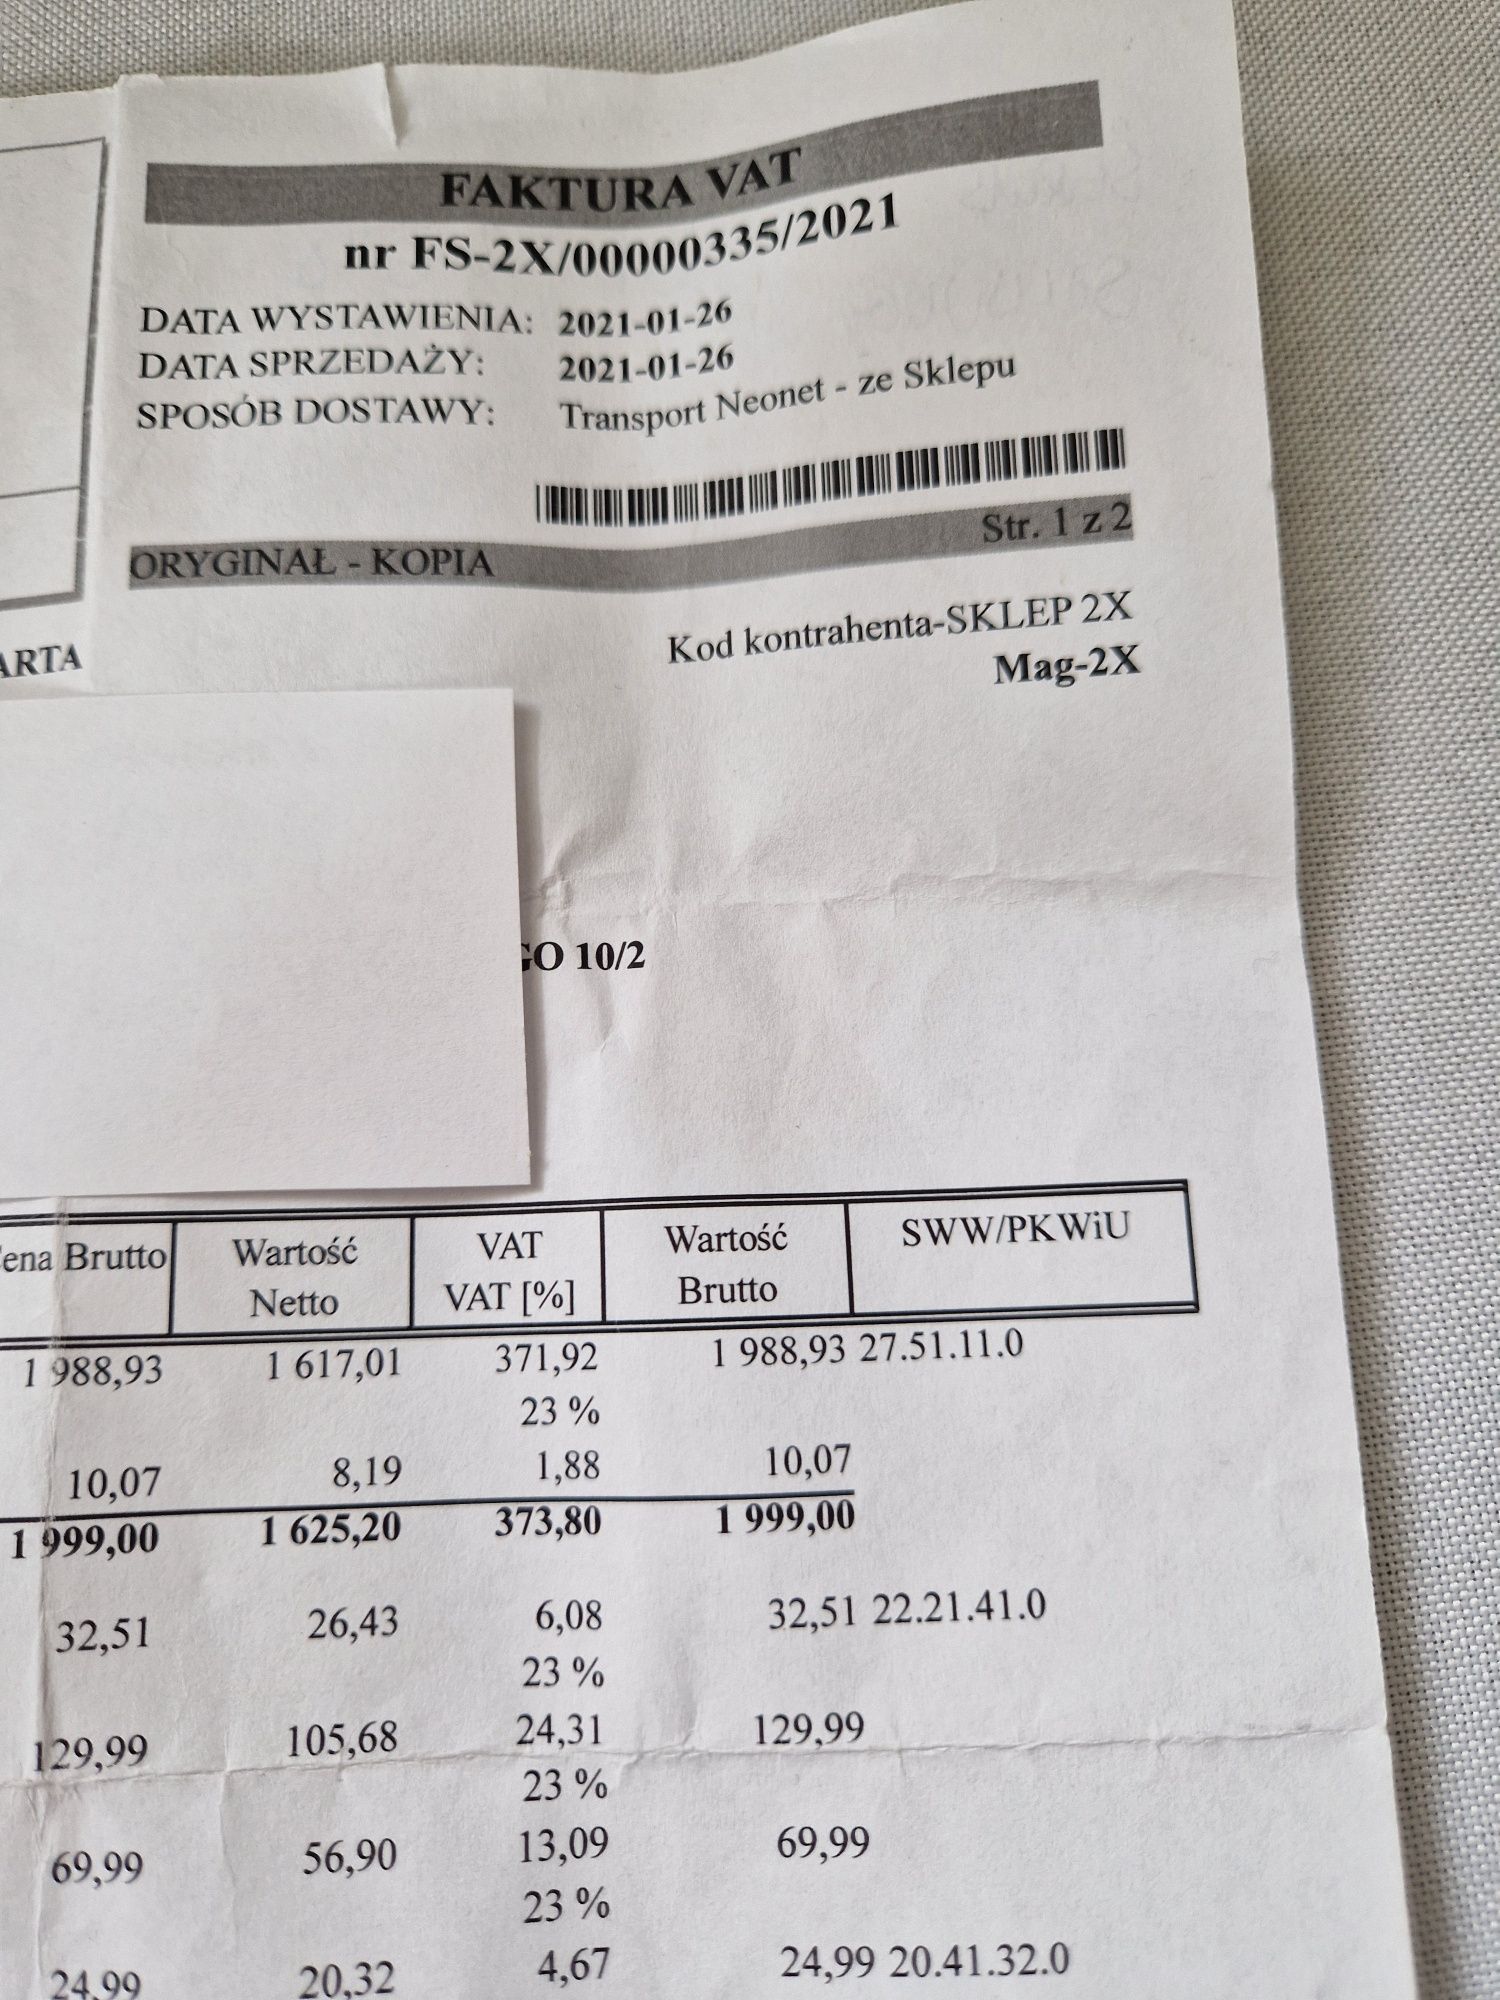 FAKTURA VAT
nr FS-2X/00000335/2021
DATA WYSTAWIENIA: 2021-01-26
DATA SPRZEDAŻY: 2021-01-26
SPOSÓB DOSTAWY: Transport Neonet - ze Sklepu
ORYGINAŁ - KOPIA Str. 1 z 2
Kod kontrahenta-SKLEP 2X
ARTA Mag-2X
GO 10/2
ena Brutto Wartość VAT Wartość SWW/PKWiU
Netto VAT [%] Brutto
1 988,93 1 617,01 371,92 1 988,93 27.51.11.0
23 %
10,07 8,19 1,88 10,07
1 999,00 1 625,20 373,80 1 999,00
32,51 26,43 6,08 32,51 22.21.41.0
23 %
129,99 105,68 24,31 129,99
23 %
69,99 56,90 13,09 69,99
23 %
24,99 20,32 4,67 24,99 20.41.32.0